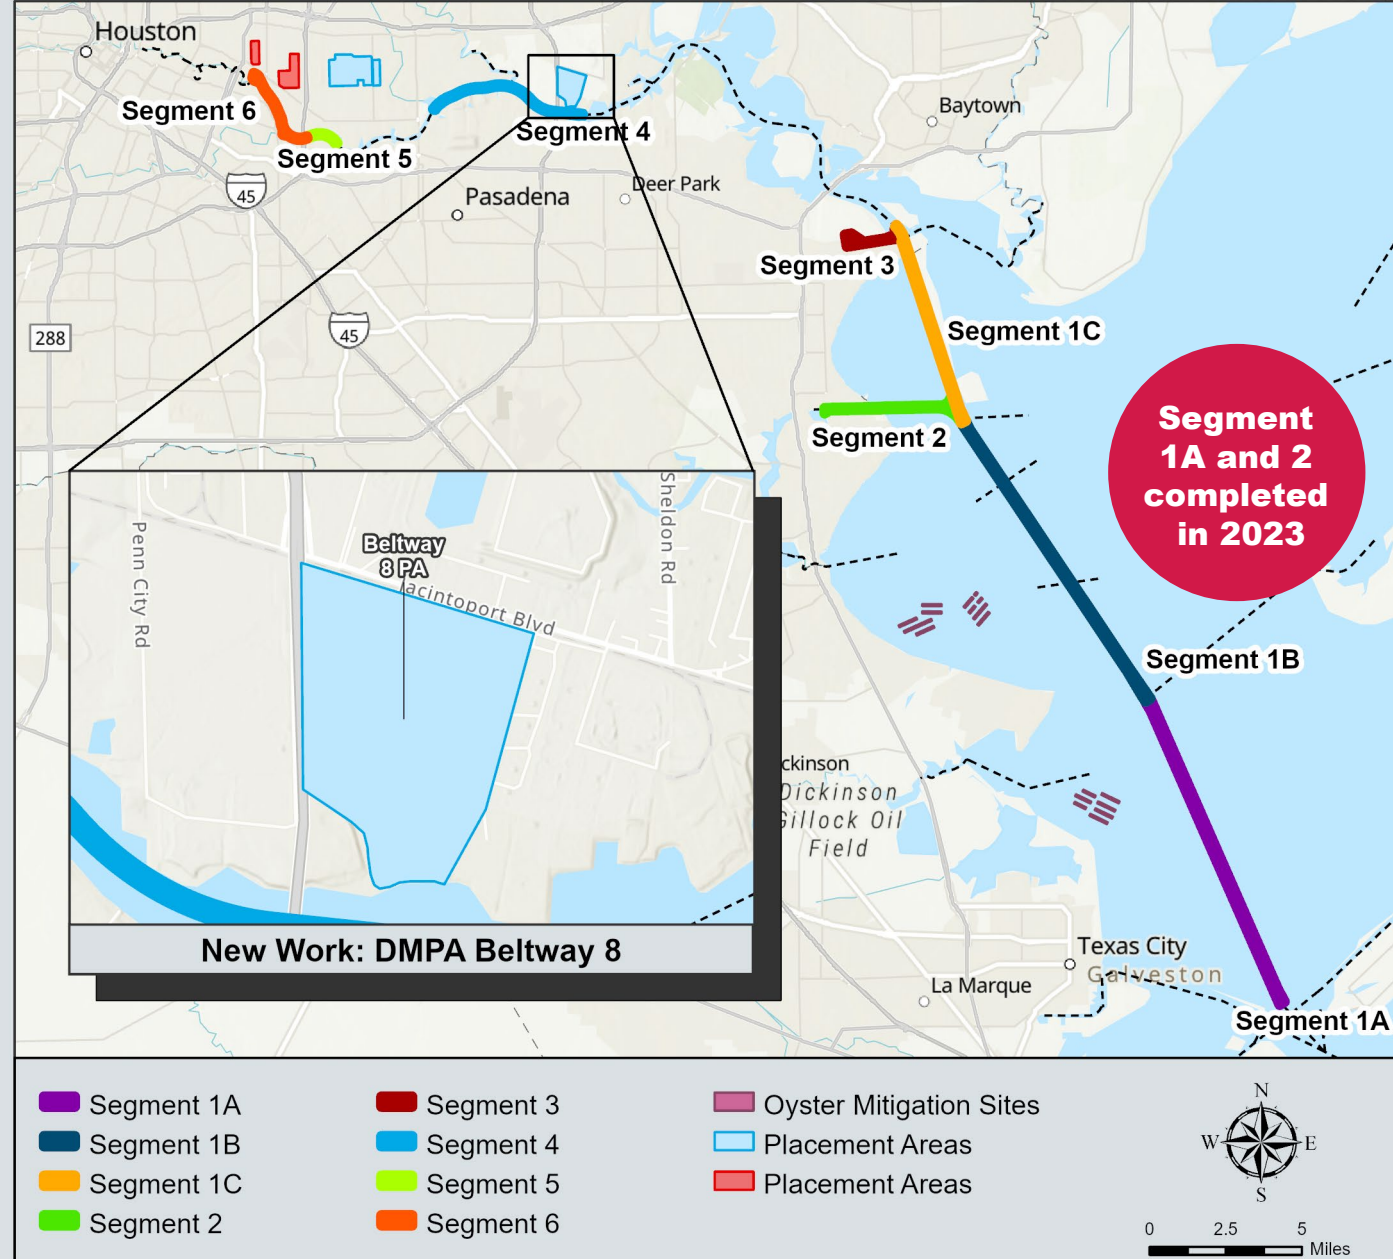 Houston
Segment 6
Segment 5
Segment 4
Baytown
45
Pasadena
Deer Park
Segment 3
288
45
Segment 1C
Segment 2
Segment
1A and 2
completed
in 2023
Penn City Rd
Beltway
8 PA
Jacintoport Blvd
Sheldon Rd
Segment 1B
ckinson
Dickinson
Gillock Oil
Field
New Work: DMPA Beltway 8
Texas City
Galveston
La Marque
Segment 1A
Segment 1A
Segment 1B
Segment 1C
Segment 2
Segment 3
Segment 4
Segment 5
Segment 6
Oyster Mitigation Sites
Placement Areas
Placement Areas
N
W
E
S
0 2.5 5
Miles